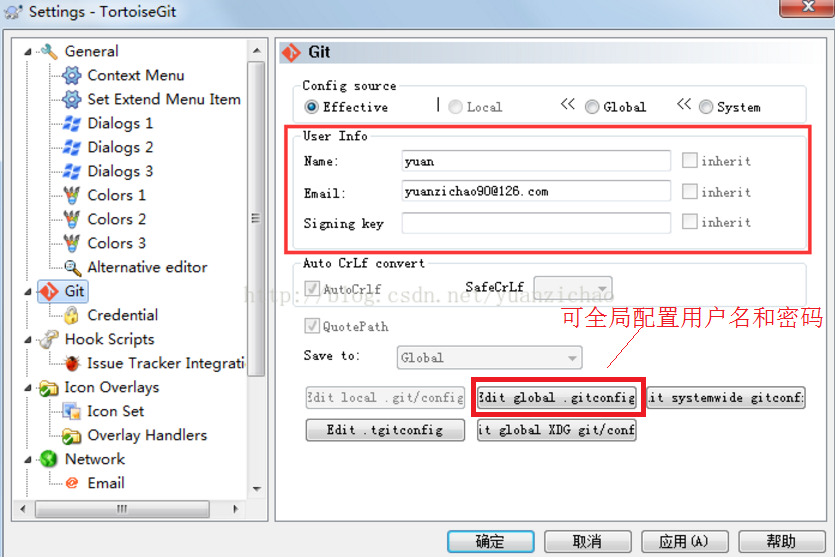 Settings - TortoiseGit
General
Context Menu
Set Extend Menu Item
Dialogs 1
Dialogs 2
Dialogs 3
Colors 1
Colors 2
Colors 3
Alternative editor
Git
Credential
Hook Scripts
Issue Tracker Integrati
Icon Overlays
Icon Set
Overlay Handlers
Network
Email
Git
Config source
Effective | Local << Global << System
User Info
Name: yuan inherit
Email: yuanzichao90@126.com inherit
Signing key inherit
Auto CrLf convert
AutoCrlf SafeCrLf
http://blog.csdn.net/yuanzichao
QuotePath
可全局配置用户名和密码
Save to: Global
Edit local .git/config Edit global .gitconfig it systemwide gitconf
Edit .tgitconfig it global XDG git/conf
确定 取消 应用(A) 帮助